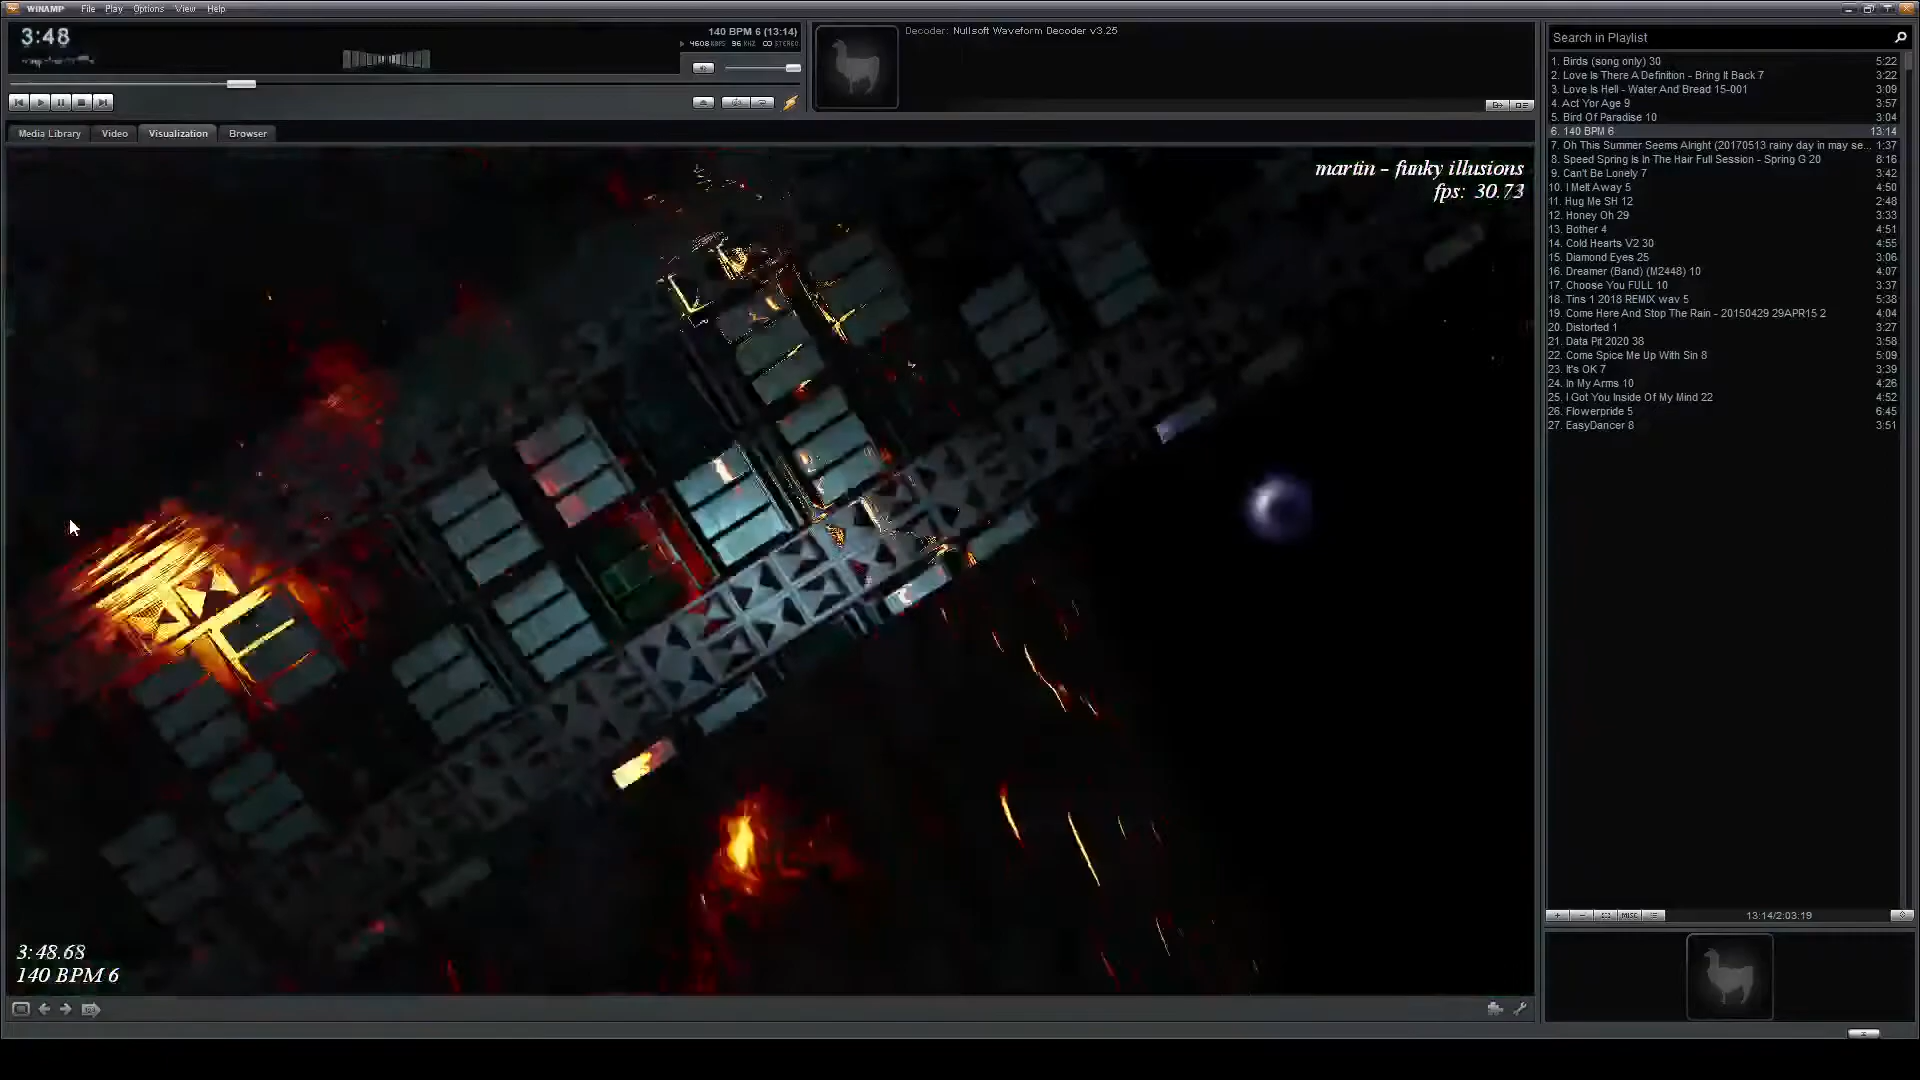 WINAMP File Play Options View Help
3:48
140 BPM 6 (13:14)
4608 KBPS 96 KHZ STEREO
Decoder: Nullsoft Waveform Decoder v3.25
Media Library Video Visualization Browser
martin - funky illusions
fps: 30.73
3:48.68
140 BPM 6
Search in Playlist
1. Birds (song only) 30 5:22
2. Love Is There A Definition - Bring It Back 7 3:22
3. Love Is Hell - Water And Bread 15-001 3:09
4. Act Yor Age 9 3:57
5. Bird Of Paradise 10 3:04
6. 140 BPM 6 13:14
7. Oh This Summer Seems Alright (20170513 rainy day in may se... 1:37
8. Speed Spring Is In The Hair Full Session - Spring G 20 8:16
9. Can't Be Lonely 7 3:42
10. I Melt Away 5 4:50
11. Hug Me SH 12 2:48
12. Honey Oh 29 3:33
13. Bother 4 4:51
14. Cold Hearts V2 30 4:55
15. Diamond Eyes 25 3:06
16. Dreamer (Band) (M2448) 10 4:07
17. Choose You FULL 10 3:37
18. Tins 1 2018 REMIX wav 5 5:38
19. Come Here And Stop The Rain - 20150429 29APR15 2 4:04
20. Distorted 1 3:27
21. Data Pit 2020 38 3:58
22. Come Spice Me Up With Sin 8 5:09
23. It's OK 7 3:39
24. In My Arms 10 4:26
25. I Got You Inside Of My Mind 22 4:52
26. Flowerpride 5 6:45
27. EasyDancer 8 3:51
MISC 13:14/2:03:19